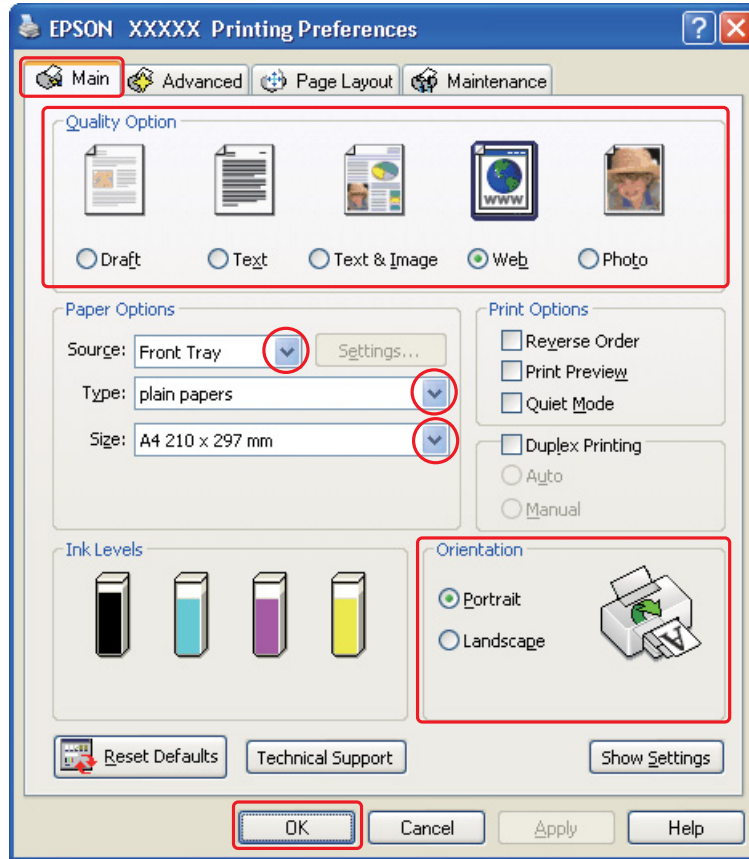 EPSON XXXXX Printing Preferences
Main Advanced Page Layout Maintenance
Quality Option
WWW
Draft Text Text & Image Web Photo
Paper Options
Source: Front Tray Settings...
Type: plain papers
Size: A4 210 x 297 mm
Print Options
Reverse Order
Print Preview
Quiet Mode
Duplex Printing
Auto
Manual
Ink Levels
Orientation
Portrait
Landscape
A
Reset Defaults Technical Support Show Settings
OK Cancel Apply Help